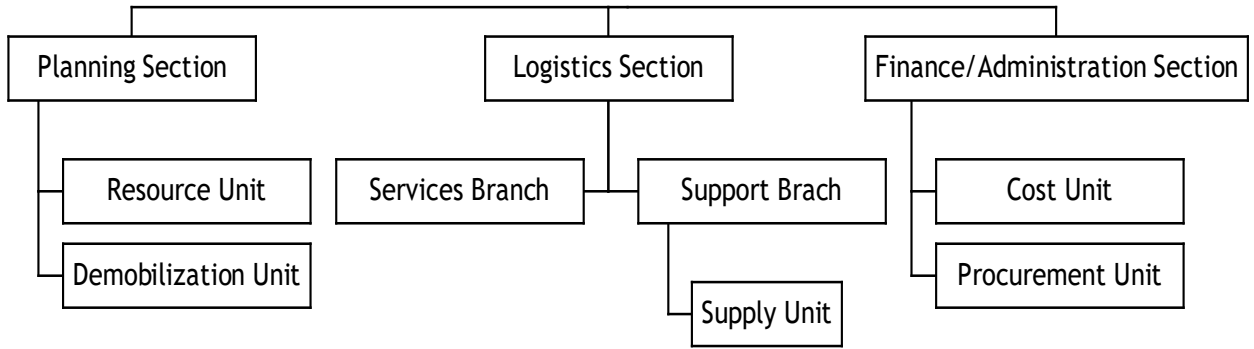 Planning Section
Logistics Section
Finance/Administration Section
Resource Unit
Services Branch
Support Brach
Cost Unit
Demobilization Unit
Procurement Unit
Supply Unit